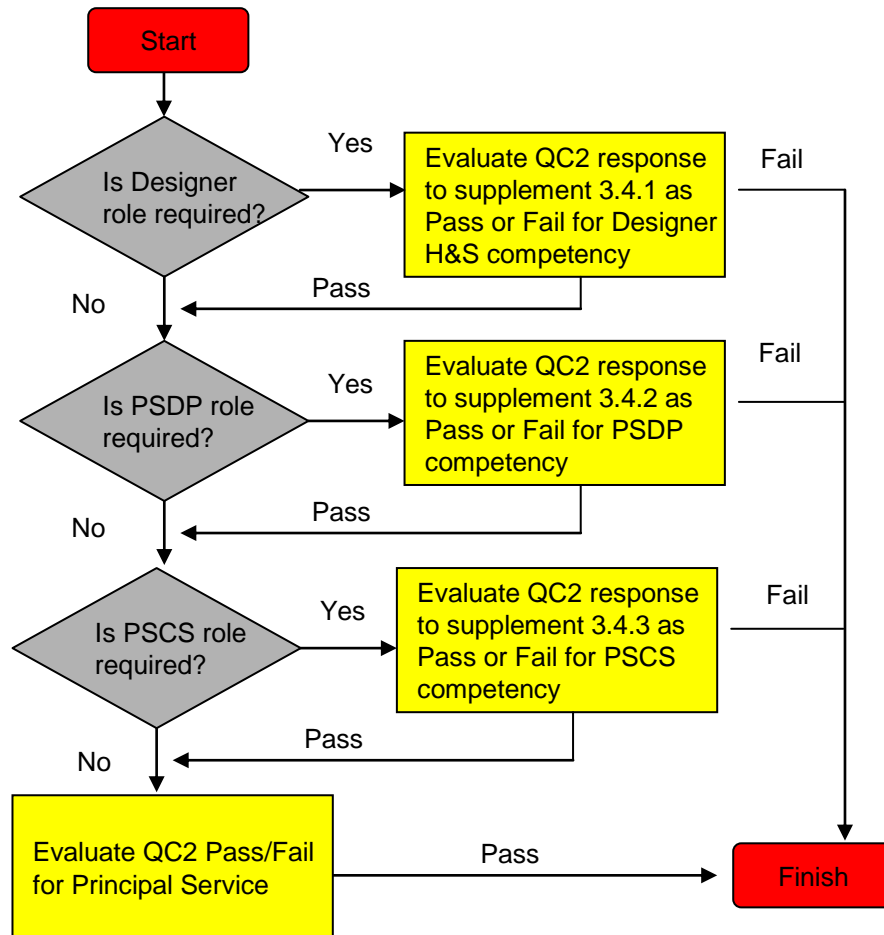 Start
Is Designer
role required?
Yes
Evaluate QC2 response
to supplement 3.4.1 as
Pass or Fail for Designer
H&S competency
Fail
No
Pass
Is PSDP role
required?
Yes
Evaluate QC2 response
to supplement 3.4.2 as
Pass or Fail for PSDP
competency
Fail
No
Pass
Is PSCS role
required?
Yes
Evaluate QC2 response
to supplement 3.4.3 as
Pass or Fail for PSCS
competency
Fail
No
Pass
Evaluate QC2 Pass/Fail
for Principal Service
Pass
Finish